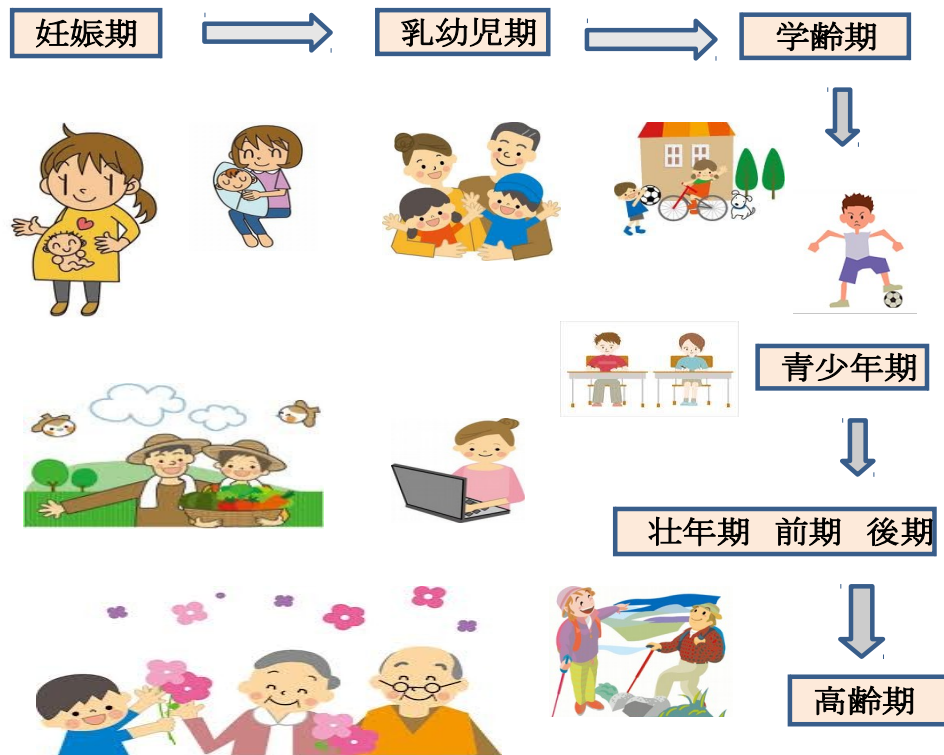 妊娠期
乳幼児期
学齢期
青少年期
壮年期 前期 後期
高齢期